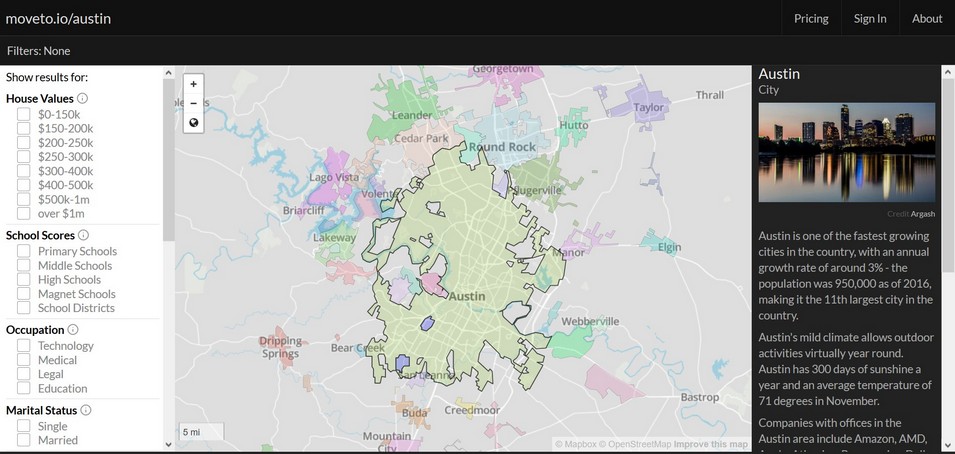 moveto.io/austin
Pricing
Sign In
About
Filters: None
Show results for:
House Values
$0-150k
$150-200k
$200-250k
$250-300k
$300-400k
$400-500k
$500k-1m
over $1m
School Scores
Primary Schools
Middle Schools
High Schools
Magnet Schools
School Districts
Occupation
Technology
Medical
Legal
Education
Marital Status
Single
Married
+
−
Georgetown
Leander
Taylor
Thrall
Hutto
Cedar Park
Round Rock
Lago Vista
Volente
Pflugerville
Briarcliff
Lakeway
Manor
Elgin
Austin
Webberville
Dripping
Springs
Bear Creek
San Leanna
Bastrop
Buda
Creedmoor
Mountain
City
5 mi
© Mapbox © OpenStreetMap Improve this map
Austin
City
Credit Argash
Austin is one of the fastest growing
cities in the country, with an annual
growth rate of around 3% - the
population was 950,000 as of 2016,
making it the 11th largest city in the
country.
Austin's mild climate allows outdoor
activities virtually year round.
Austin has 300 days of sunshine a
year and an average temperature of
71 degrees in November.
Companies with offices in the
Austin area include Amazon, AMD,